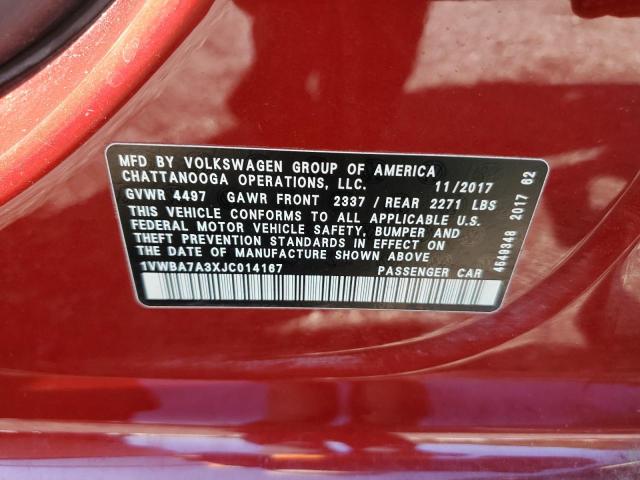 MFD BY VOLKSWAGEN GROUP OF AMERICA
CHATTANOOGA OPERATIONS, LLC. 11/2017
GVWR 4497 GAWR FRONT 2337 / REAR 2271 LBS
THIS VEHICLE CONFORMS TO ALL APPLICABLE U.S.
FEDERAL MOTOR VEHICLE SAFETY, BUMPER AND
THEFT PREVENTION STANDARDS IN EFFECT ON
THE DATE OF MANUFACTURE SHOWN ABOVE
1VWBA7A3XJC014167 PASSENGER CAR
4649348 2017 62